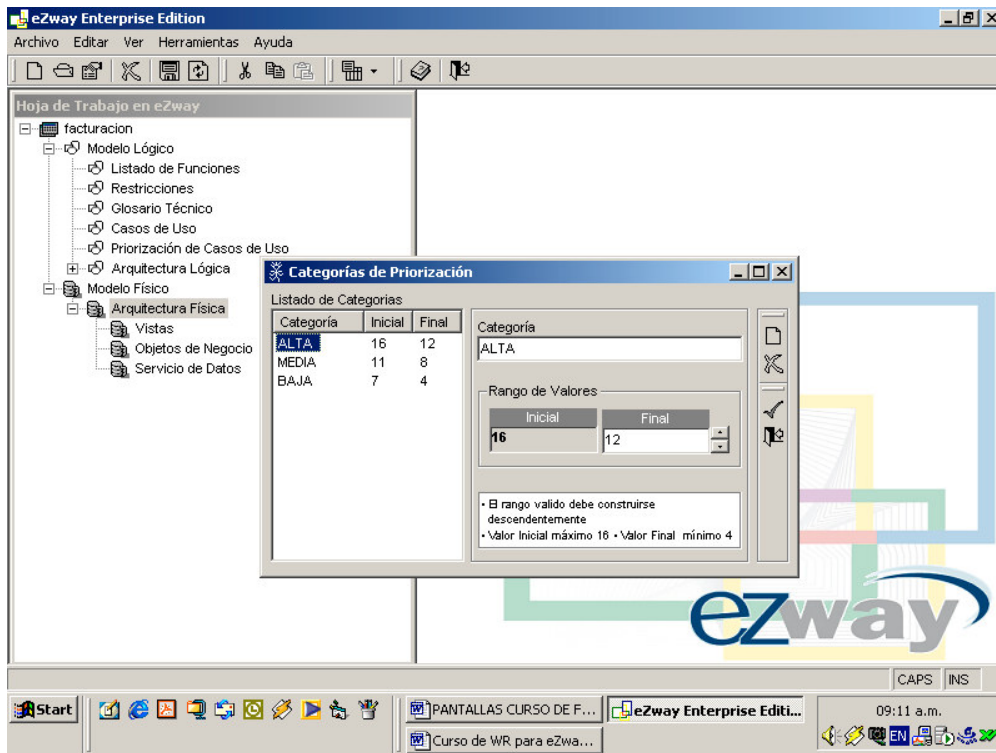 eZway Enterprise Edition
Archivo Editar Ver Herramientas Ayuda
Hoja de Trabajo en eZway
facturacion
Modelo Lógico
Listado de Funciones
Restricciones
Glosario Técnico
Casos de Uso
Priorización de Casos de Uso
Arquitectura Lógica
Modelo Físico
Arquitectura Física
Vistas
Objetos de Negocio
Servicio de Datos
Categorías de Priorización
Listado de Categorias
Categoría Inicial Final
ALTA 16 12
MEDIA 11 8
BAJA 7 4
Categoría
ALTA
Rango de Valores
Inicial Final
16 12
• El rango valido debe construirse
descendentemente
• Valor Inicial máximo 16 • Valor Final mínimo 4
ezway
CAPS INS
Start
PANTALLAS CURSO DE F...
eZway Enterprise Editi...
Curso de WR para eZwa...
09:11 a.m.
EN